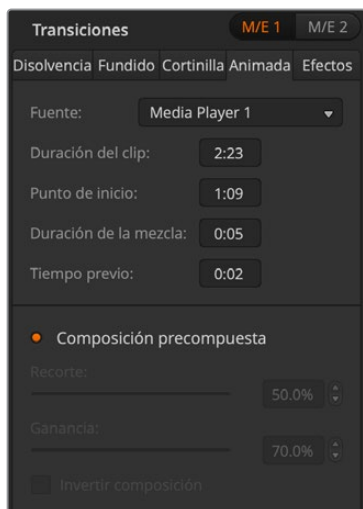 Transiciones M/E 1 M/E 2
Disolvencia Fundido Cortinilla Animada Efectos
Fuente: Media Player 1
Duración del clip: 2:23
Punto de inicio: 1:09
Duración de la mezcla: 0:05
Tiempo previo: 0:02
Composición precompuesta
Recorte:
50.0%
Ganancia:
70.0%
Invertir composición